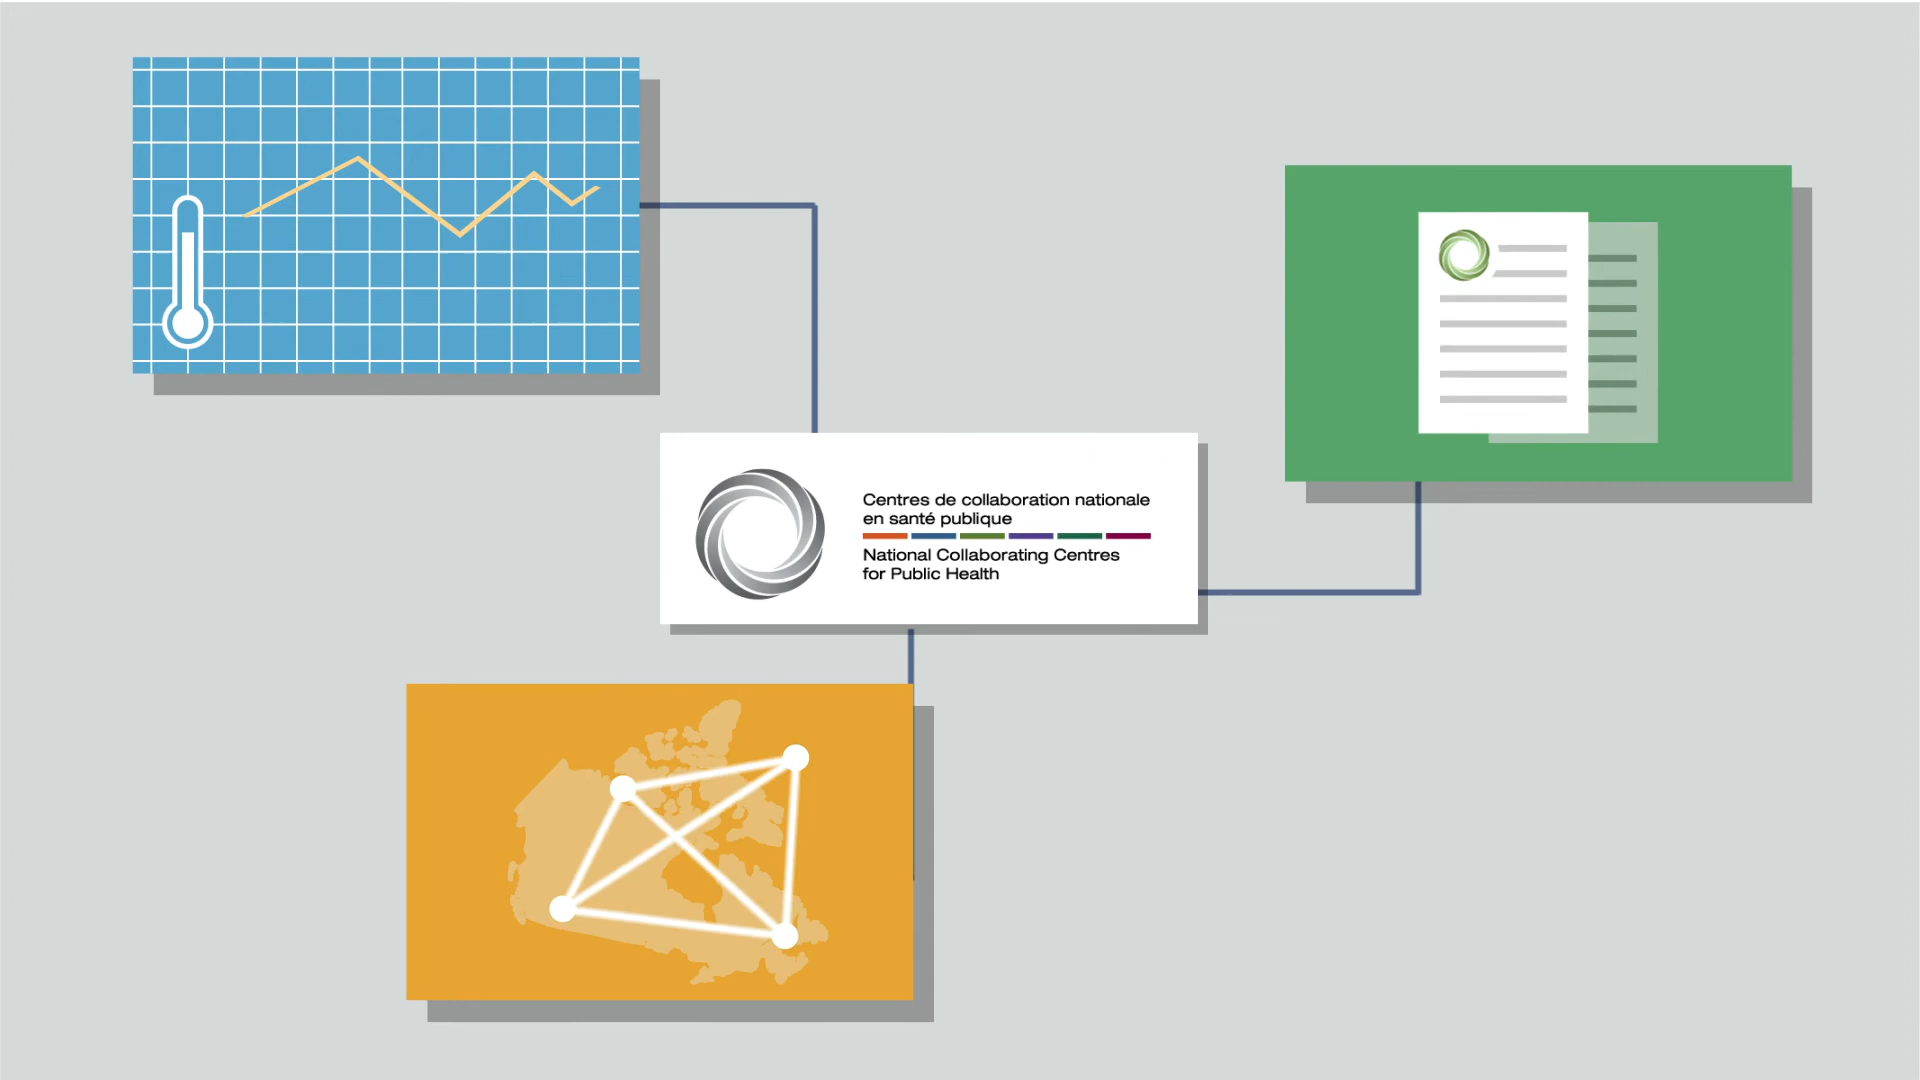 Centres de collaboration nationale
en santé publique
National Collaborating Centres
for Public Health